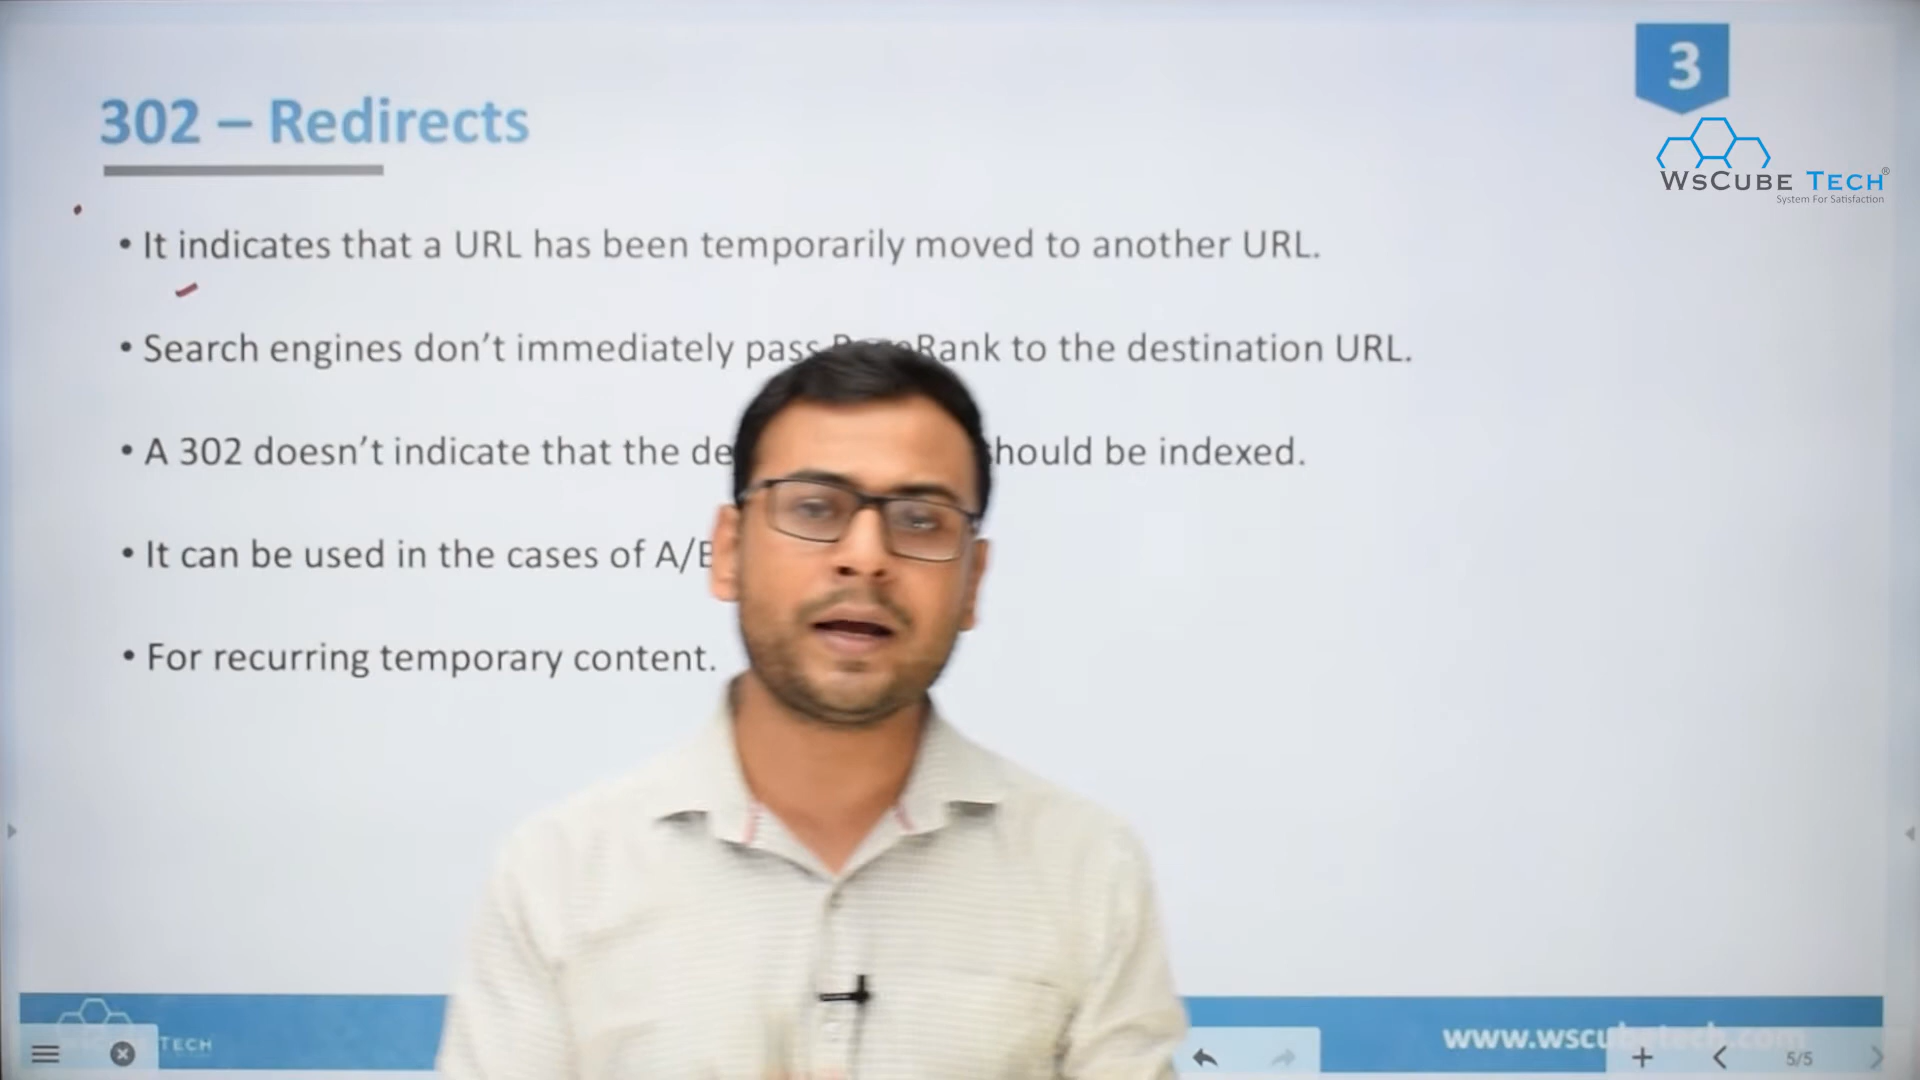 3
302 – Redirects
WsCube Tech®
System For Satisfaction
• It indicates that a URL has been temporarily moved to another URL.
• Search engines don’t immediately pass Rank to the destination URL.
• A 302 doesn’t indicate that the should be indexed.
• It can be used in the cases of
• For recurring temporary content.
TECH
www.wscubetech.com
5/5